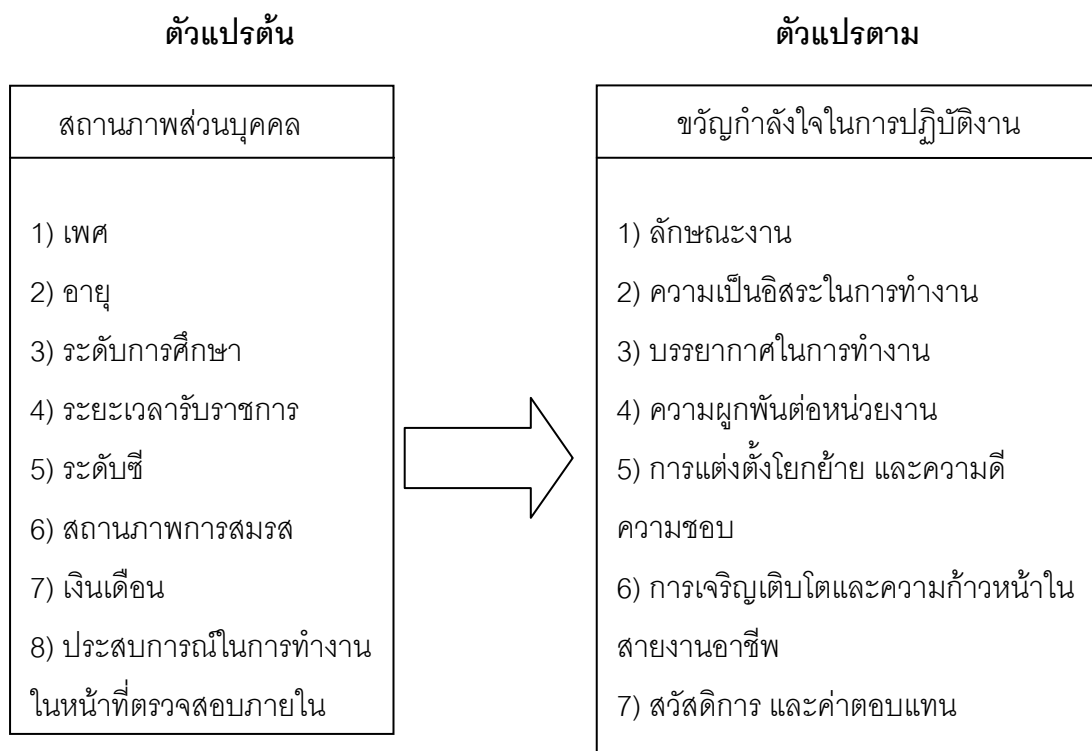 ตัวแปรต้น
ตัวแปรตาม
สถานภาพส่วนบุคคล
1) เพศ
2) อายุ
3) ระดับการศึกษา
4) ระยะเวลารับราชการ
5) ระดับซี
6) สถานภาพการสมรส
7) เงินเดือน
8) ประสบการณ์ในการทำงาน
ในหน้าที่ตรวจสอบภายใน
ขวัญกำลังใจในการปฏิบัติงาน
1) ลักษณะงาน
2) ความเป็นอิสระในการทำงาน
3) บรรยากาศในการทำงาน
4) ความผูกพันต่อหน่วยงาน
5) การแต่งตั้งโยกย้าย และความดี
ความชอบ
6) การเจริญเติบโตและความก้าวหน้าใน
สายงานอาชีพ
7) สวัสดิการ และค่าตอบแทน